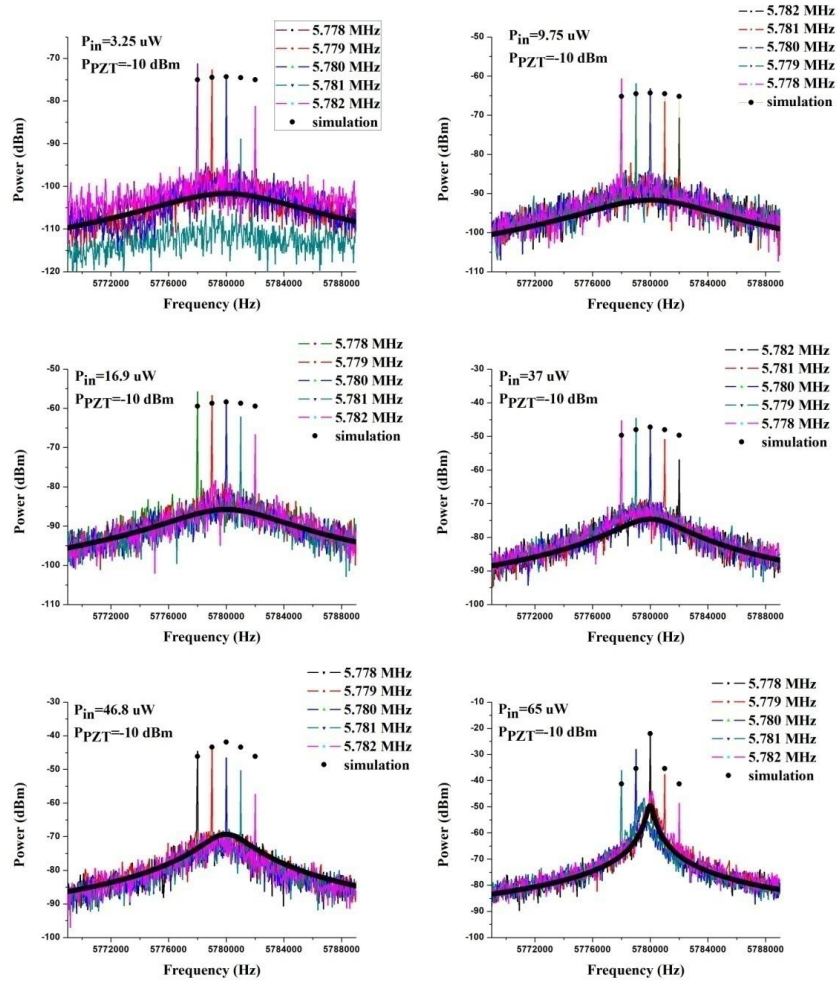 P_in=3.25 uW
P_PZT=-10 dBm
5.778 MHz
5.779 MHz
5.780 MHz
5.781 MHz
5.782 MHz
simulation
Power (dBm)
-70
-80
-90
-100
-110
-120
5772000 5776000 5780000 5784000 5788000
Frequency (Hz)
P_in=9.75 uW
P_PZT=-10 dBm
5.782 MHz
5.781 MHz
5.780 MHz
5.779 MHz
5.778 MHz
simulation
Power (dBm)
-50
-60
-70
-80
-90
-100
-110
5772000 5776000 5780000 5784000 5788000
Frequency (Hz)
P_in=16.9 uW
P_PZT=-10 dBm
5.778 MHz
5.779 MHz
5.780 MHz
5.781 MHz
5.782 MHz
simulation
Power (dBm)
-50
-60
-70
-80
-90
-100
-110
5772000 5776000 5780000 5784000 5788000
Frequency (Hz)
P_in=37 uW
P_PZT=-10 dBm
5.782 MHz
5.781 MHz
5.780 MHz
5.779 MHz
5.778 MHz
simulation
Power (dBm)
-30
-40
-50
-60
-70
-80
-90
-100
5772000 5776000 5780000 5784000 5788000
Frequency (Hz)
P_in=46.8 uW
P_PZT=-10 dBm
5.778 MHz
5.779 MHz
5.780 MHz
5.781 MHz
5.782 MHz
simulation
Power (dBm)
-30
-40
-50
-60
-70
-80
-90
-100
5772000 5776000 5780000 5784000 5788000
Frequency (Hz)
P_in=65 uW
P_PZT=-10 dBm
5.778 MHz
5.779 MHz
5.780 MHz
5.781 MHz
5.782 MHz
simulation
Power (dBm)
-10
-20
-30
-40
-50
-60
-70
-80
-90
-100
5772000 5776000 5780000 5784000 5788000
Frequency (Hz)